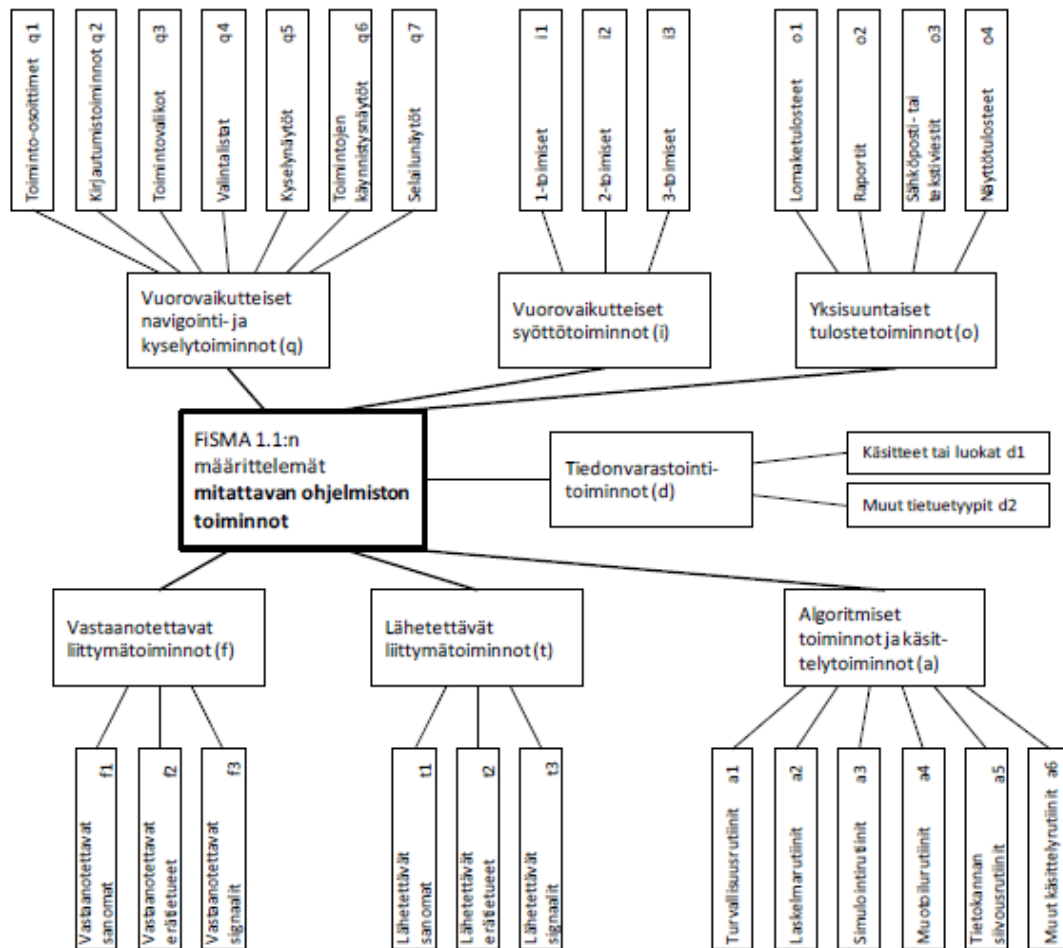 Toiminto-osoittimet q1
Kirjautumistoiminnot q2
Toimintovalikot q3
Valintalistat q4
Kyselynäytöt q5
Toimintojen q6
käynnistysnäytöt
Selailunäytöt q7
1-toimiset i1
2-toimiset i2
3-toimiset i3
Lomaketulosteet o1
Raportit o2
Sähköposti- tai o3
tekstiviestit
Näyttötulosteet o4
Vuorovaikutteiset
navigointi- ja
kyselytoiminnot (q)
Vuorovaikutteiset
syöttötoiminnot (i)
Yksisuuntaiset
tulostetoiminnot (o)
FiSMA 1.1:n
määrittelemät
mitattavan ohjelmiston
toiminnot
Tiedonvarastointi-
toiminnot (d)
Käsitteet tai luokat d1
Muut tietuetyypit d2
Vastaanotettavat
liittymätoiminnot (f)
Lähetettävät
liittymätoiminnot (t)
Algoritmiset
toiminnot ja käsit-
telytoiminnot (a)
Vastaanotettavat f1
sanomat
Vastaanotettavat f2
erätietueet
Vastaanotettavat f3
signaalit
Lähetettävät t1
sanomat
Lähetettävät t2
erätietueet
Lähetettävät t3
signaalit
Turvallisuusrutiinit a1
Laskelmarutiinit a2
Simulointirutiinit a3
Muotoilurutiinit a4
Tietokannan a5
siivousrutiinit
Muut käsittelyrutiinit a6